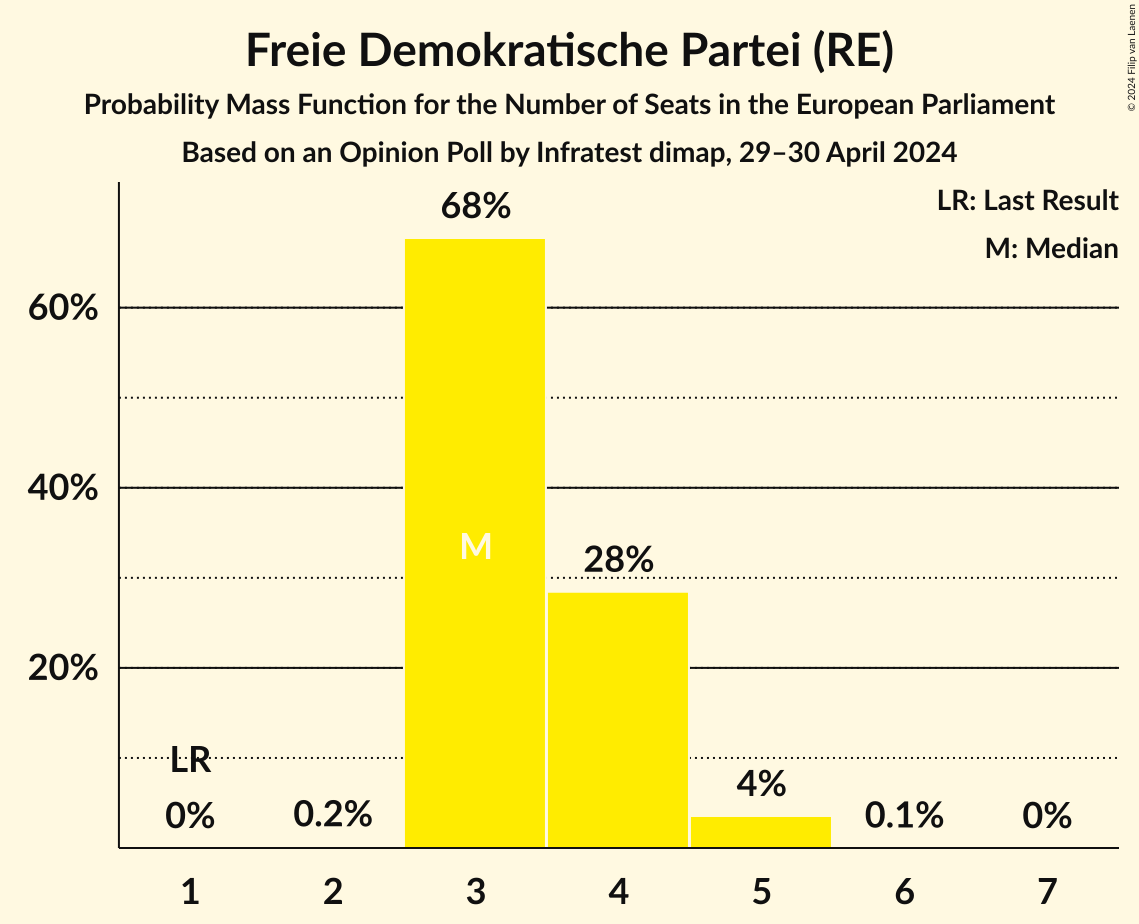 Freie Demokratische Partei (RE)
Probability Mass Function for the Number of Seats in the European Parliament
Based on an Opinion Poll by Infratest dimap, 29–30 April 2024
© 2024 Filip van Laenen
LR: Last Result
M: Median
68%
60%
40%
M
28%
20%
LR
4%
0%
0.2%
0.1%
0%
1 2 3 4 5 6 7